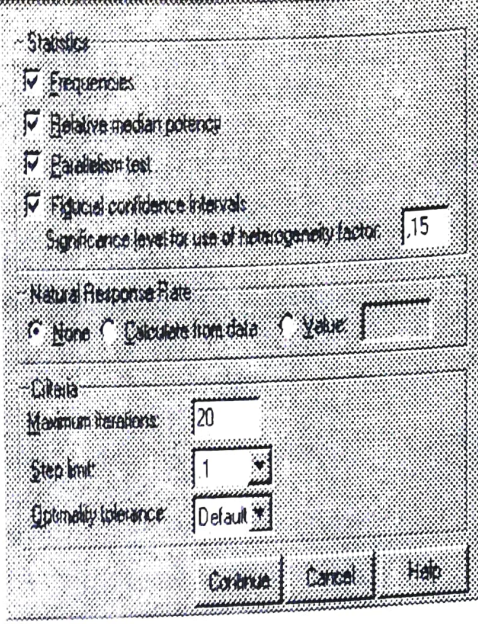 Statistics
Frequencies
Relative median potency
Parallelism test
Fiducial confidence intervals
Significance level for use of heterogeneity factor: ,15
Natural Response Rate
None Calculate from data Value:
Criteria
Maximum iterations: 20
Step limit: .1
Optimality tolerance: Default
Continue Cancel Help